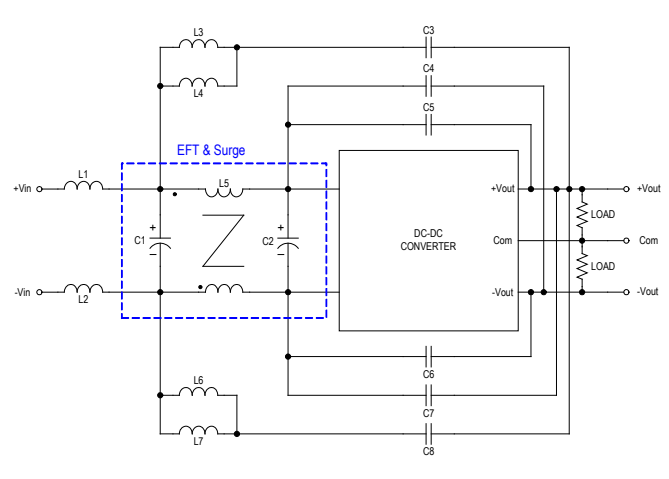 L3
C3
L4
C4
C5
EFT & Surge
L1
L5
+Vin
+Vout
+Vout
LOAD
C1
+
–
C2
+
–
DC-DC
CONVERTER
Com
Com
LOAD
-Vin
L2
-Vout
-Vout
C6
L6
C7
L7
C8